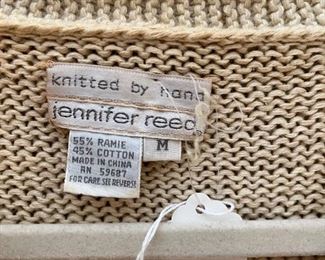 knitted by hand
jennifer reed
55% RAMIE
45% COTTON
MADE IN CHINA
RN 59687
FOR CARE SEE REVERSE
M